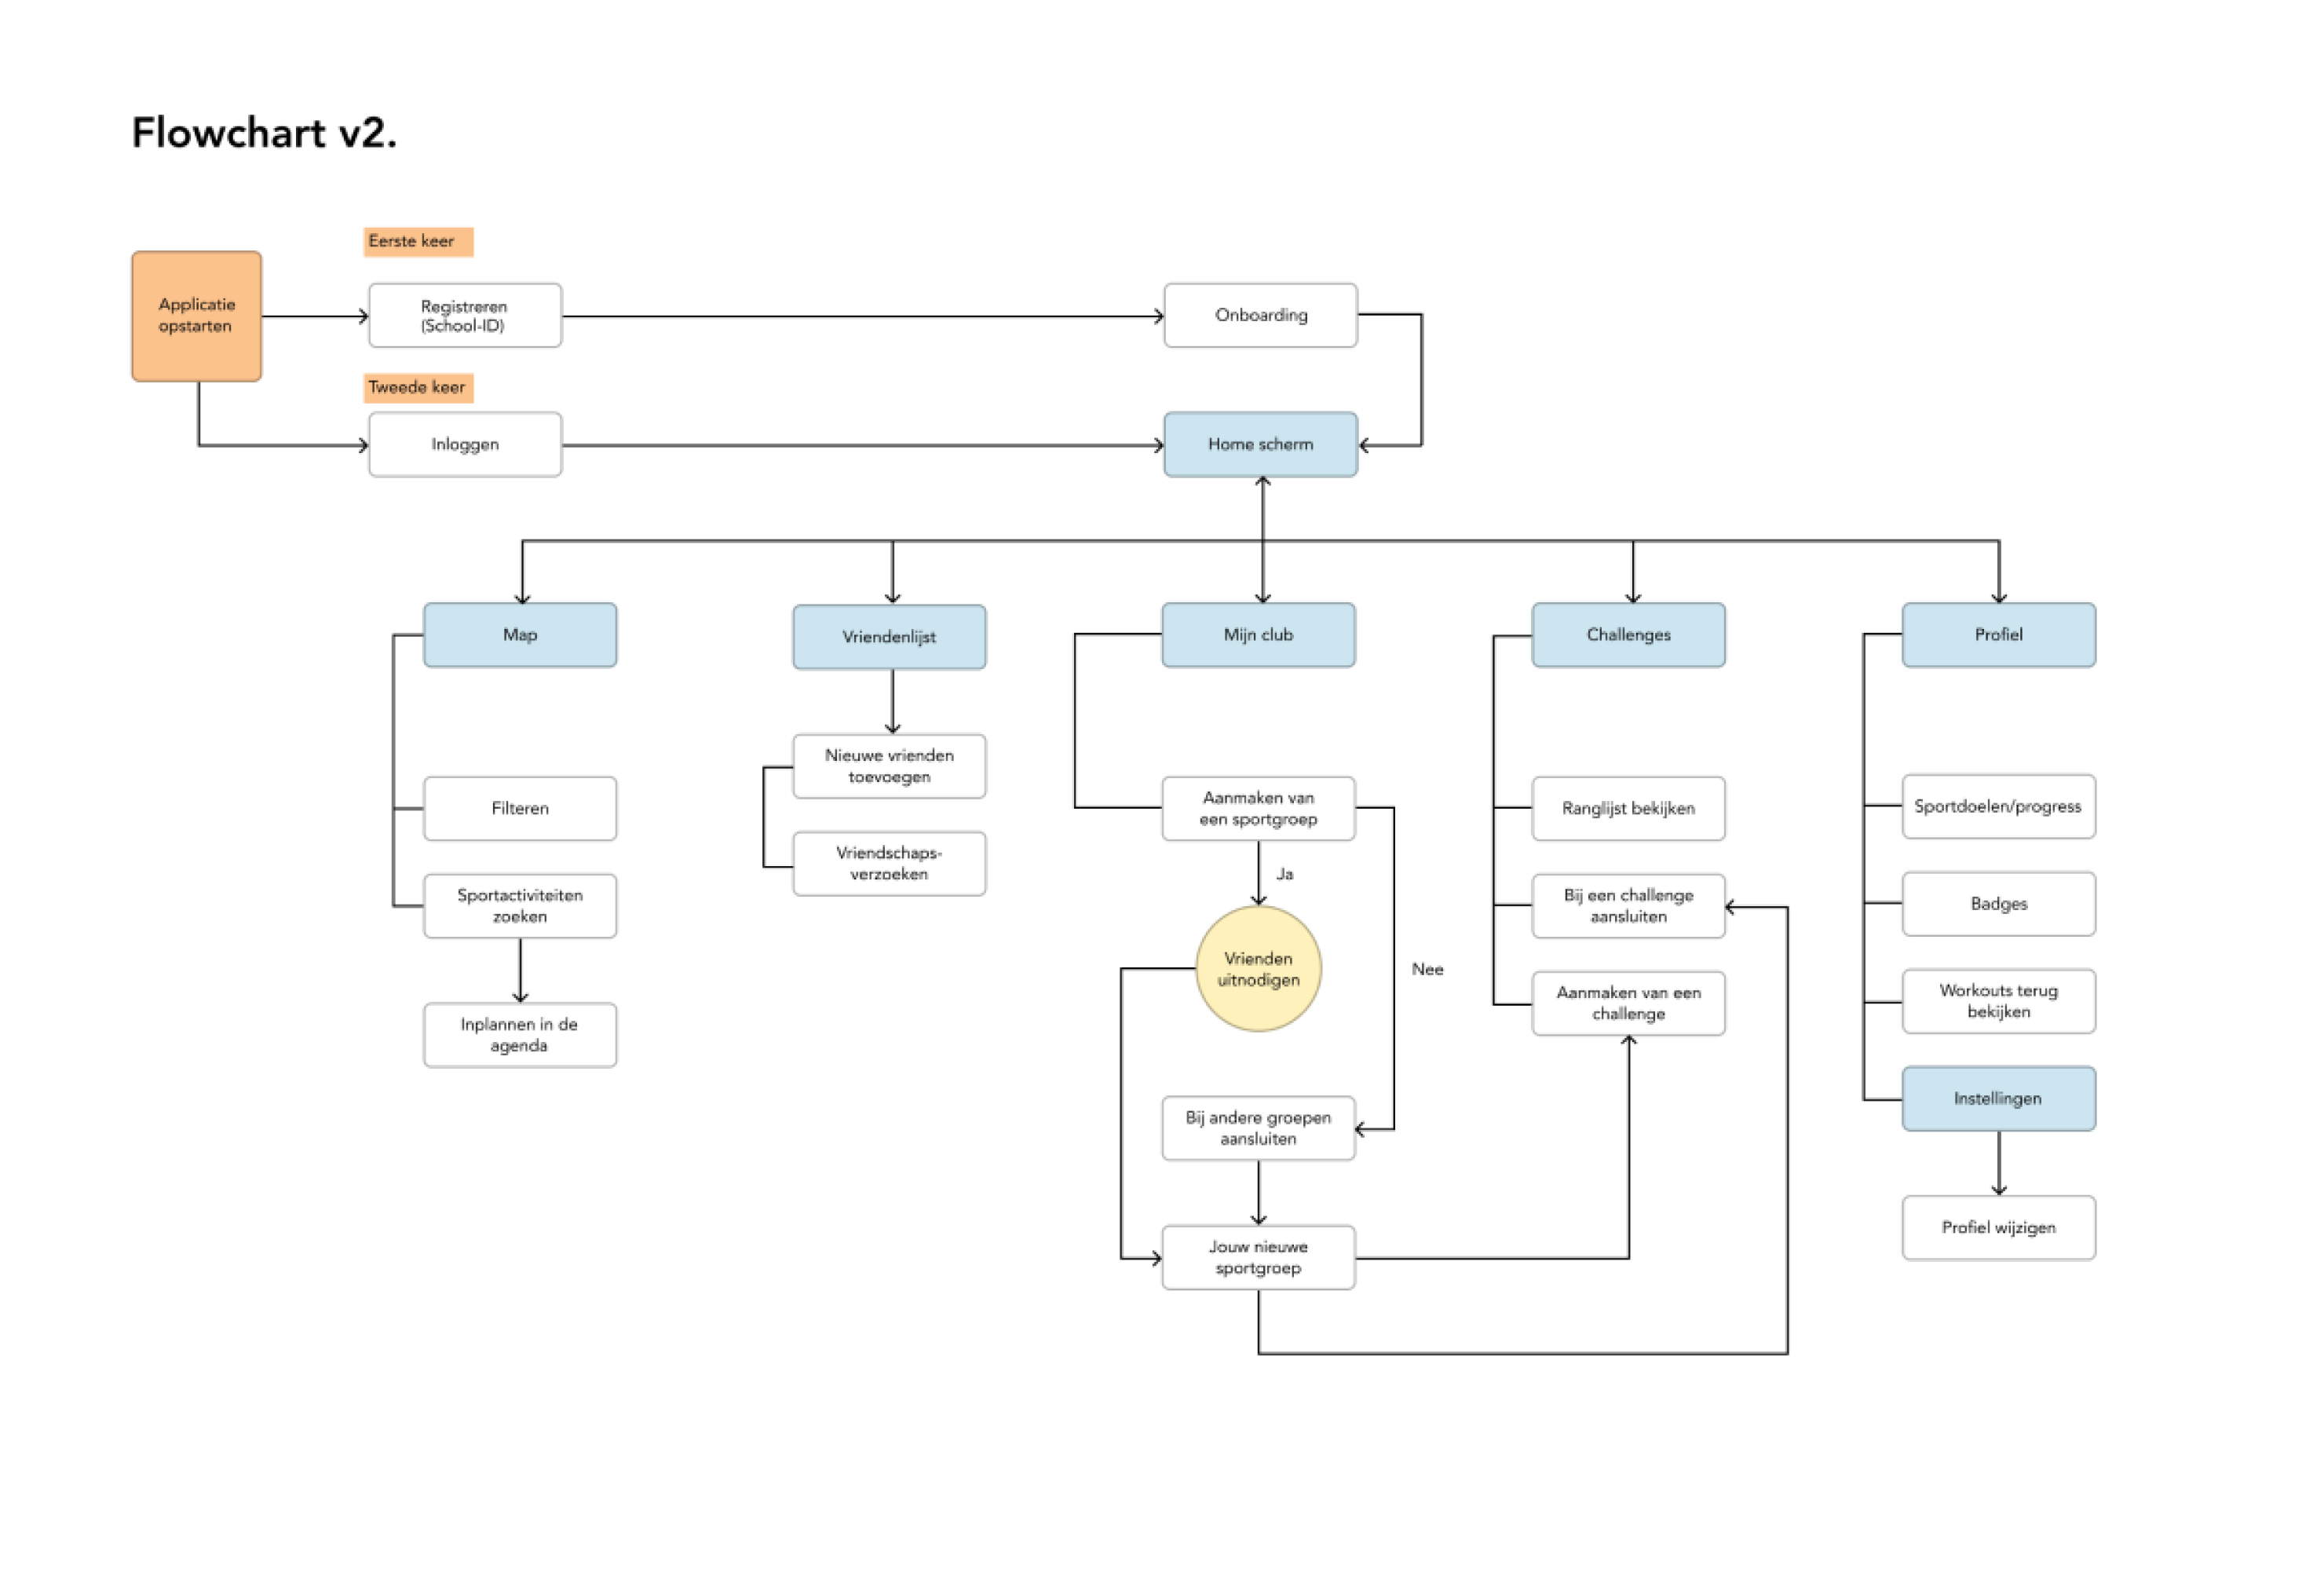 Flowchart v2.
Eerste keer
Applicatie
opstarten
Registreren
(School-ID)
Onboarding
Tweede keer
Inloggen
Home scherm
Map
Vriendenlijst
Mijn club
Challenges
Profiel
Filteren
Sportactiviteiten
zoeken
Inplannen in de
agenda
Nieuwe vrienden
toevoegen
Vriendschaps-
verzoeken
Aanmaken van
een sportgroep
Ja
Nee
Vrienden
uitnodigen
Bij andere groepen
aansluiten
Jouw nieuwe
sportgroep
Ranglijst bekijken
Bij een challenge
aansluiten
Aanmaken van een
challenge
Sportdoelen/progress
Badges
Workouts terug
bekijken
Instellingen
Profiel wijzigen